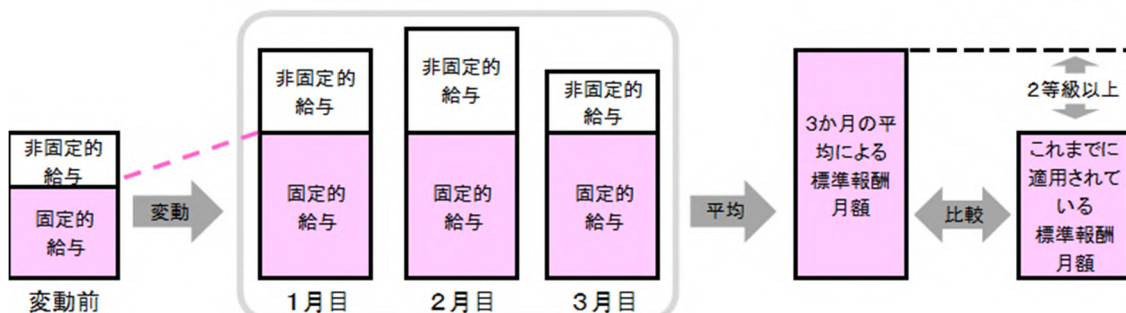 非固定的
給与
固定的
給与
変動前
変動
非固定的
給与
固定的
給与
1月目
非固定的
給与
固定的
給与
2月目
非固定的
給与
固定的
給与
3月目
平均
3か月の平
均による
標準報酬
月額
比較
2等級以上
これまでに
適用されて
いる
標準報酬
月額